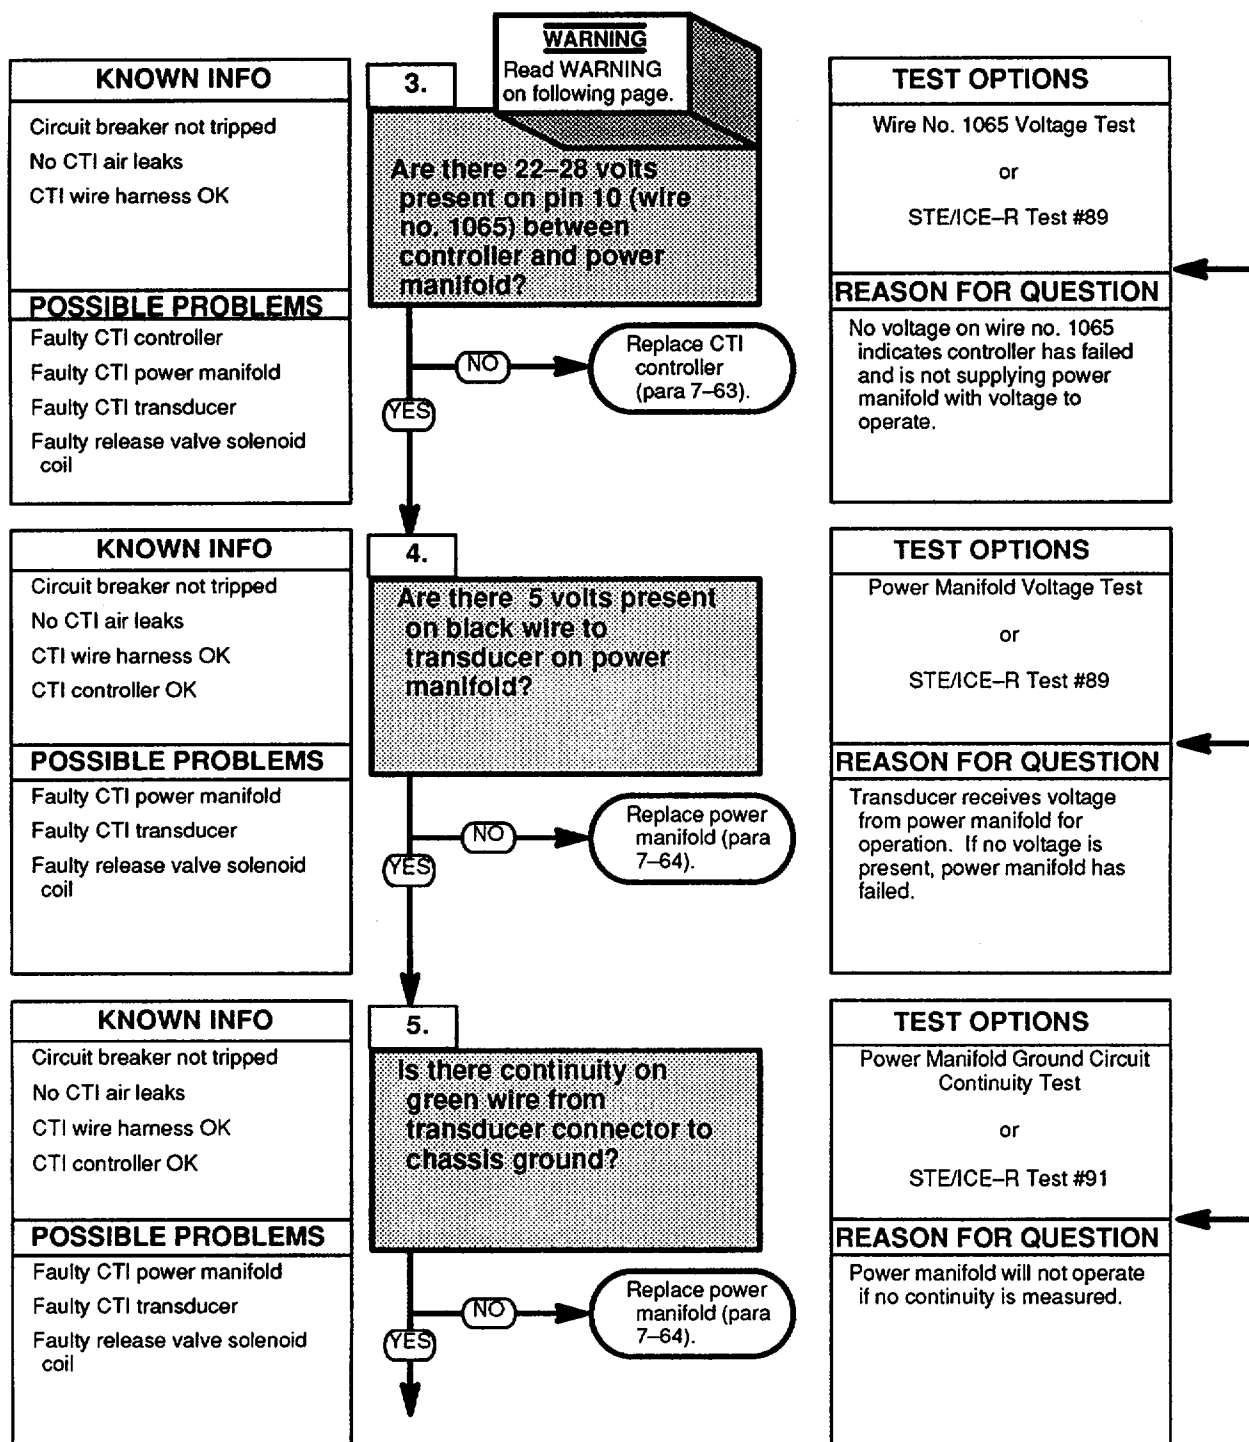 KNOWN INFO
Circuit breaker not tripped
No CTI air leaks
CTI wire harness OK
POSSIBLE PROBLEMS
Faulty CTI controller
Faulty CTI power manifold
Faulty CTI transducer
Faulty release valve solenoid
coil
WARNING
Read WARNING
on following page.
3.
Are there 22–28 volts
present on pin 10 (wire
no. 1065) between
controller and power
manifold?
NO
Replace CTI
controller
(para 7–63).
YES
TEST OPTIONS
Wire No. 1065 Voltage Test
or
STE/ICE–R Test #89
REASON FOR QUESTION
No voltage on wire no. 1065
indicates controller has failed
and is not supplying power
manifold with voltage to
operate.
KNOWN INFO
Circuit breaker not tripped
No CTI air leaks
CTI wire harness OK
CTI controller OK
POSSIBLE PROBLEMS
Faulty CTI power manifold
Faulty CTI transducer
Faulty release valve solenoid
coil
4.
Are there 5 volts present
on black wire to
transducer on power
manifold?
NO
Replace power
manifold (para
7–64).
YES
TEST OPTIONS
Power Manifold Voltage Test
or
STE/ICE–R Test #89
REASON FOR QUESTION
Transducer receives voltage
from power manifold for
operation. If no voltage is
present, power manifold has
failed.
KNOWN INFO
Circuit breaker not tripped
No CTI air leaks
CTI wire harness OK
CTI controller OK
POSSIBLE PROBLEMS
Faulty CTI power manifold
Faulty CTI transducer
Faulty release valve solenoid
coil
5.
Is there continuity on
green wire from
transducer connector to
chassis ground?
NO
Replace power
manifold (para
7–64).
YES
TEST OPTIONS
Power Manifold Ground Circuit
Continuity Test
or
STE/ICE–R Test #91
REASON FOR QUESTION
Power manifold will not operate
if no continuity is measured.